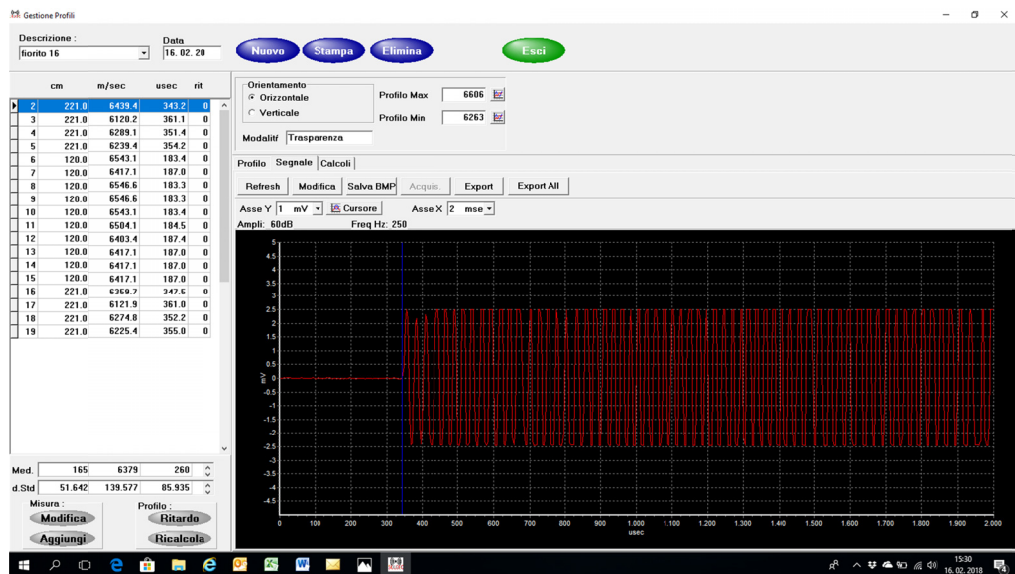 Gestione Profili
Descrizione :
Data
fiorito 16
16. 02. 20
Nuovo
Stampa
Elimina
Esci
cm m/sec usec rit
2 221.0 6439.4 343.2 0
3 221.0 6120.2 361.1 0
4 221.0 6289.1 351.4 0
5 221.0 6239.4 354.2 0
6 120.0 6543.1 183.4 0
7 120.0 6417.1 187.0 0
8 120.0 6546.6 183.3 0
9 120.0 6546.6 183.3 0
10 120.0 6543.1 183.4 0
11 120.0 6504.1 184.5 0
12 120.0 6403.4 187.4 0
13 120.0 6417.1 187.0 0
14 120.0 6417.1 187.0 0
15 120.0 6417.1 187.0 0
16 221.0 6359.7 347.5 0
17 221.0 6121.9 361.0 0
18 221.0 6274.8 352.2 0
19 221.0 6225.4 355.0 0
Med. 165 6379 260
d.Std 51.642 139.577 85.935
Misura :
Profilo :
Modifica
Ritardo
Aggiungi
Ricalcola
Orientamento
Orizzontale
Verticale
Profilo Max 6606
Profilo Min 6263
Trasparenza
Profilo Segnale Calcoli
Refresh Modifica Salva BMP Acquis. Export Export All
Asse Y 1 mV Cursore Asse X 2 mse
Ampli: 60dB Freq Hz: 250
5
4.5
4
3.5
3
2.5
2
1.5
1
0.5
0
-0.5
-1
-1.5
-2
-2.5
-3
-3.5
-4
-4.5
mV
0 100 200 300 400 500 600 700 800 900 1.000 1.100 1.200 1.300 1.400 1.500 1.600 1.700 1.800 1.900 2.000
usec
15:30
16. 02. 2018